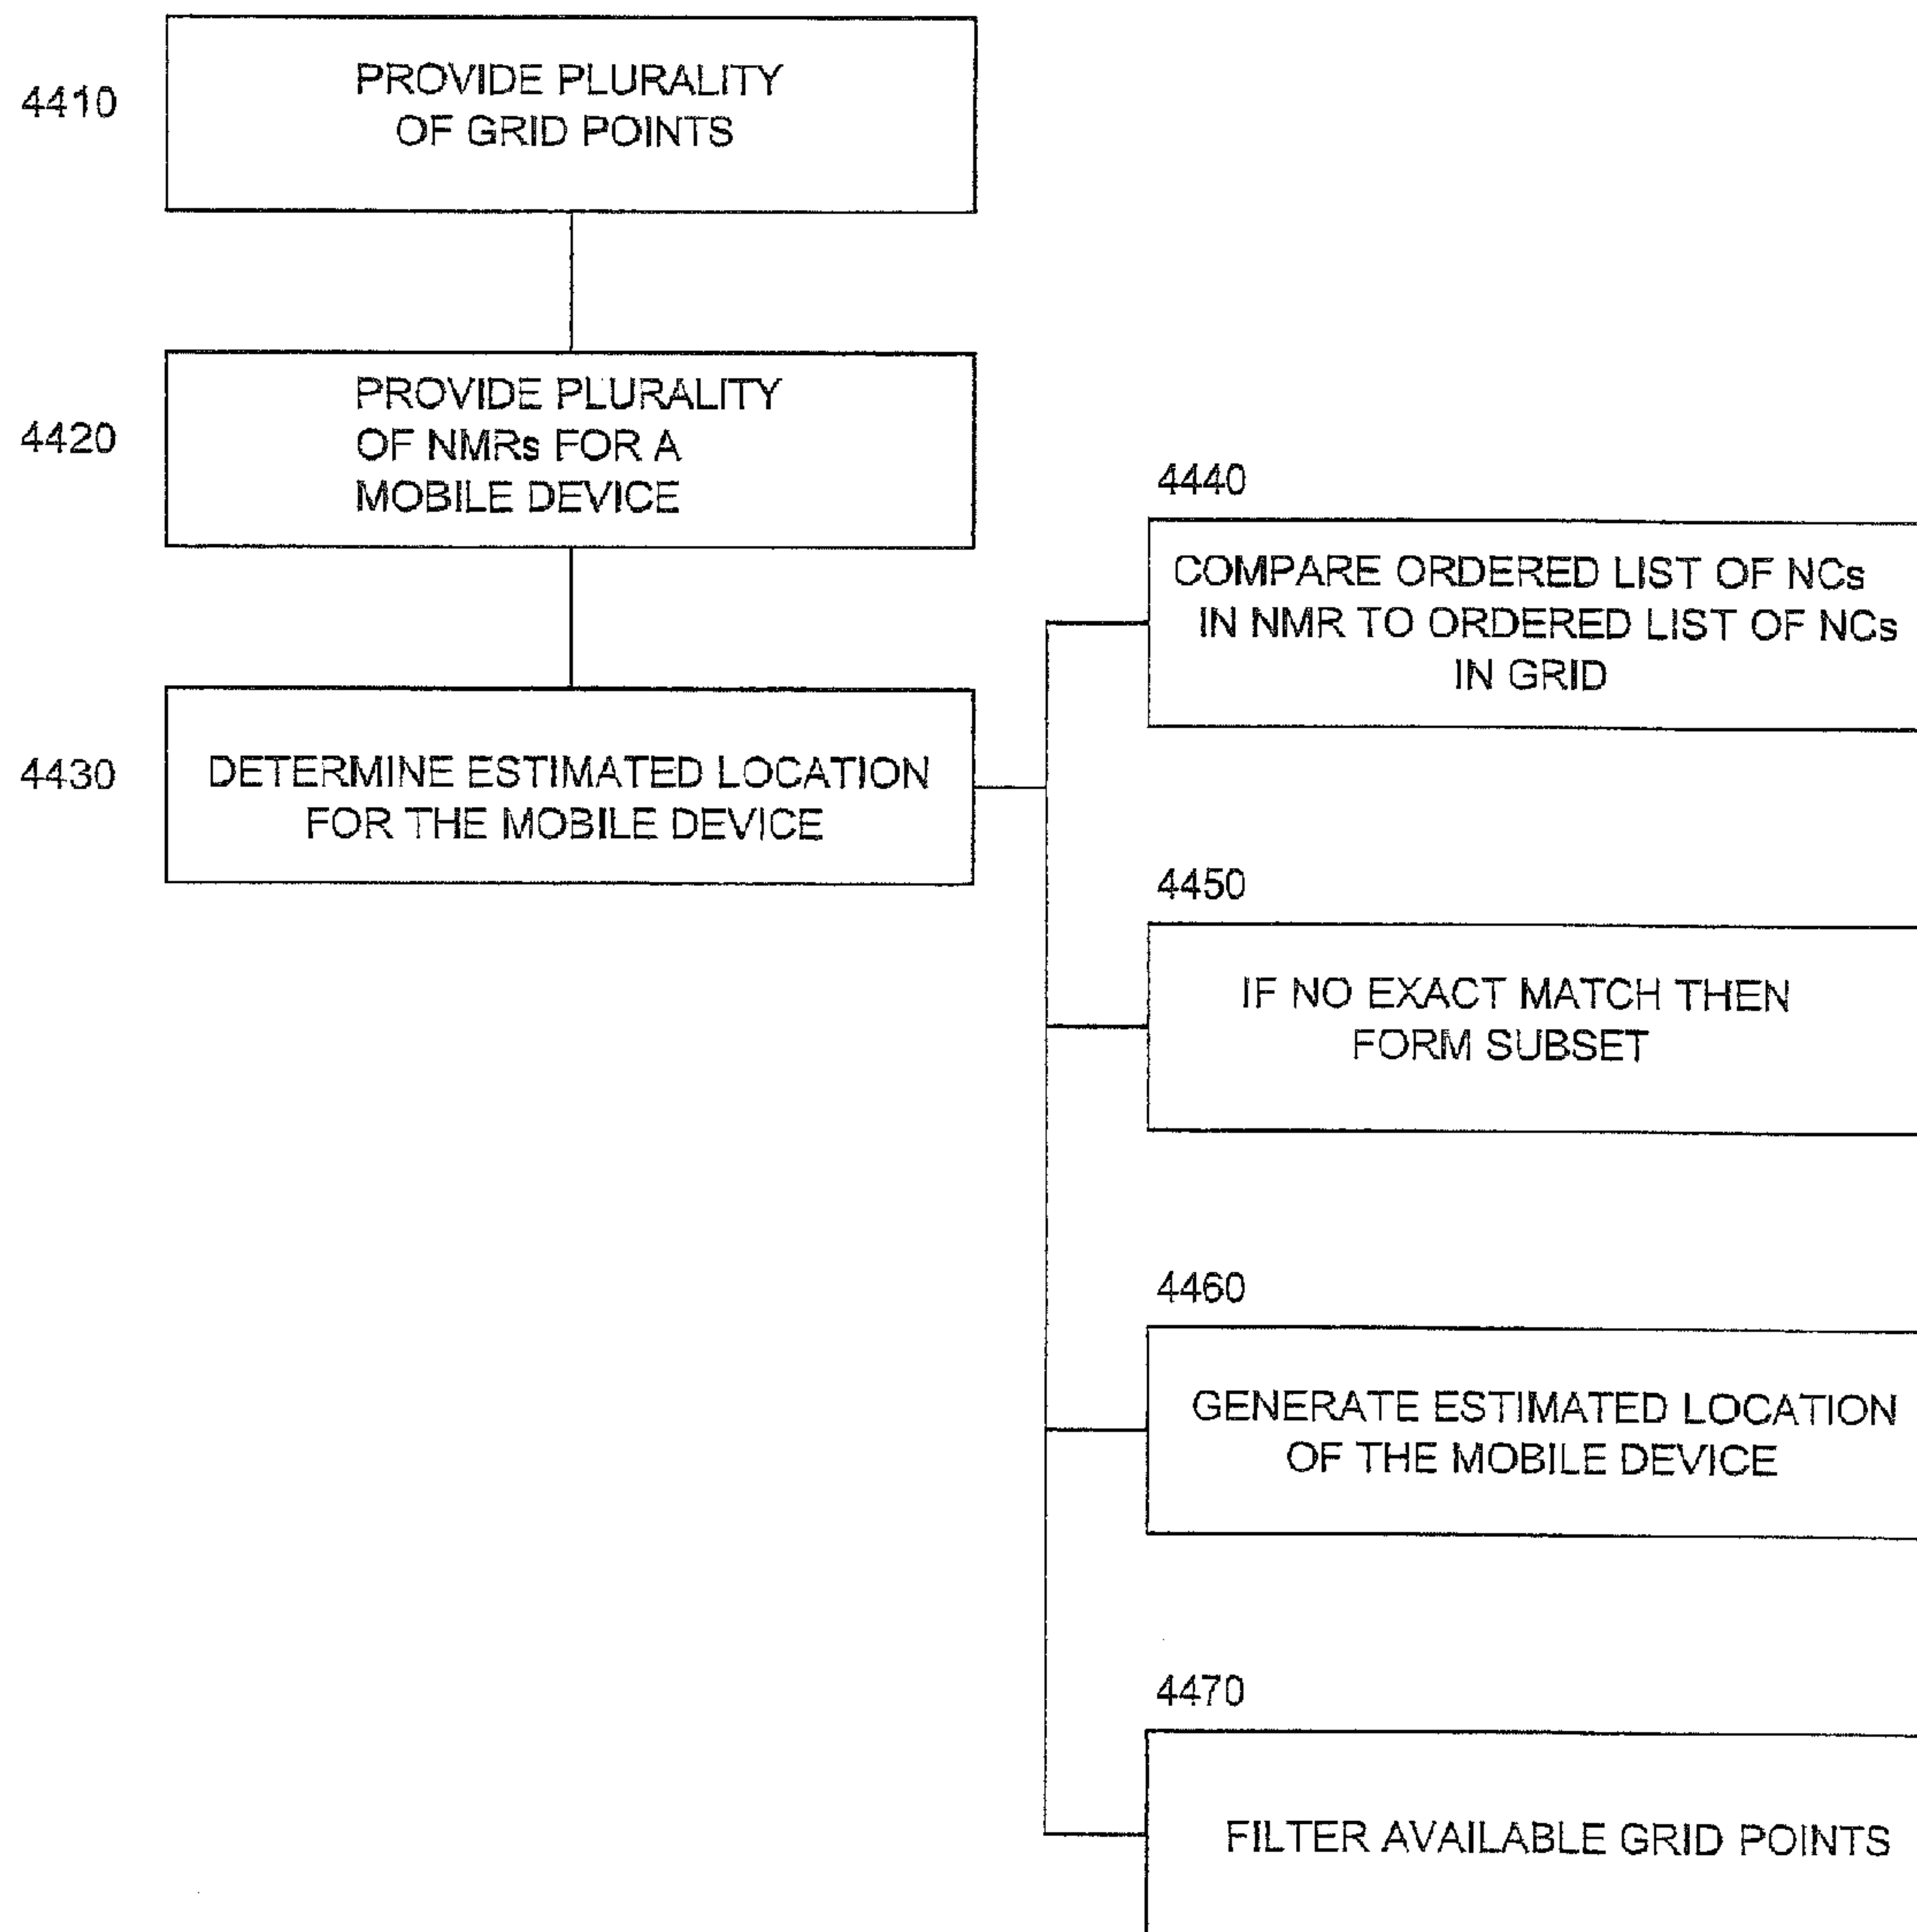 4410
PROVIDE PLURALITY
OF GRID POINTS
4420
PROVIDE PLURALITY
OF NMRs FOR A
MOBILE DEVICE
4430
DETERMINE ESTIMATED LOCATION
FOR THE MOBILE DEVICE
4440
COMPARE ORDERED LIST OF NCs
IN NMR TO ORDERED LIST OF NCs
IN GRID
4450
IF NO EXACT MATCH THEN
FORM SUBSET
4460
GENERATE ESTIMATED LOCATION
OF THE MOBILE DEVICE
4470
FILTER AVAILABLE GRID POINTS